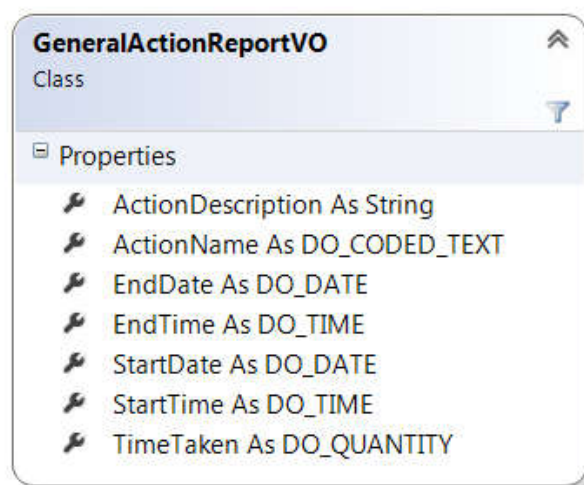 GeneralActionReportVO
Class
Properties
ActionDescription As String
ActionName As DO_CODED_TEXT
EndDate As DO_DATE
EndTime As DO_TIME
StartDate As DO_DATE
StartTime As DO_TIME
TimeTaken As DO_QUANTITY